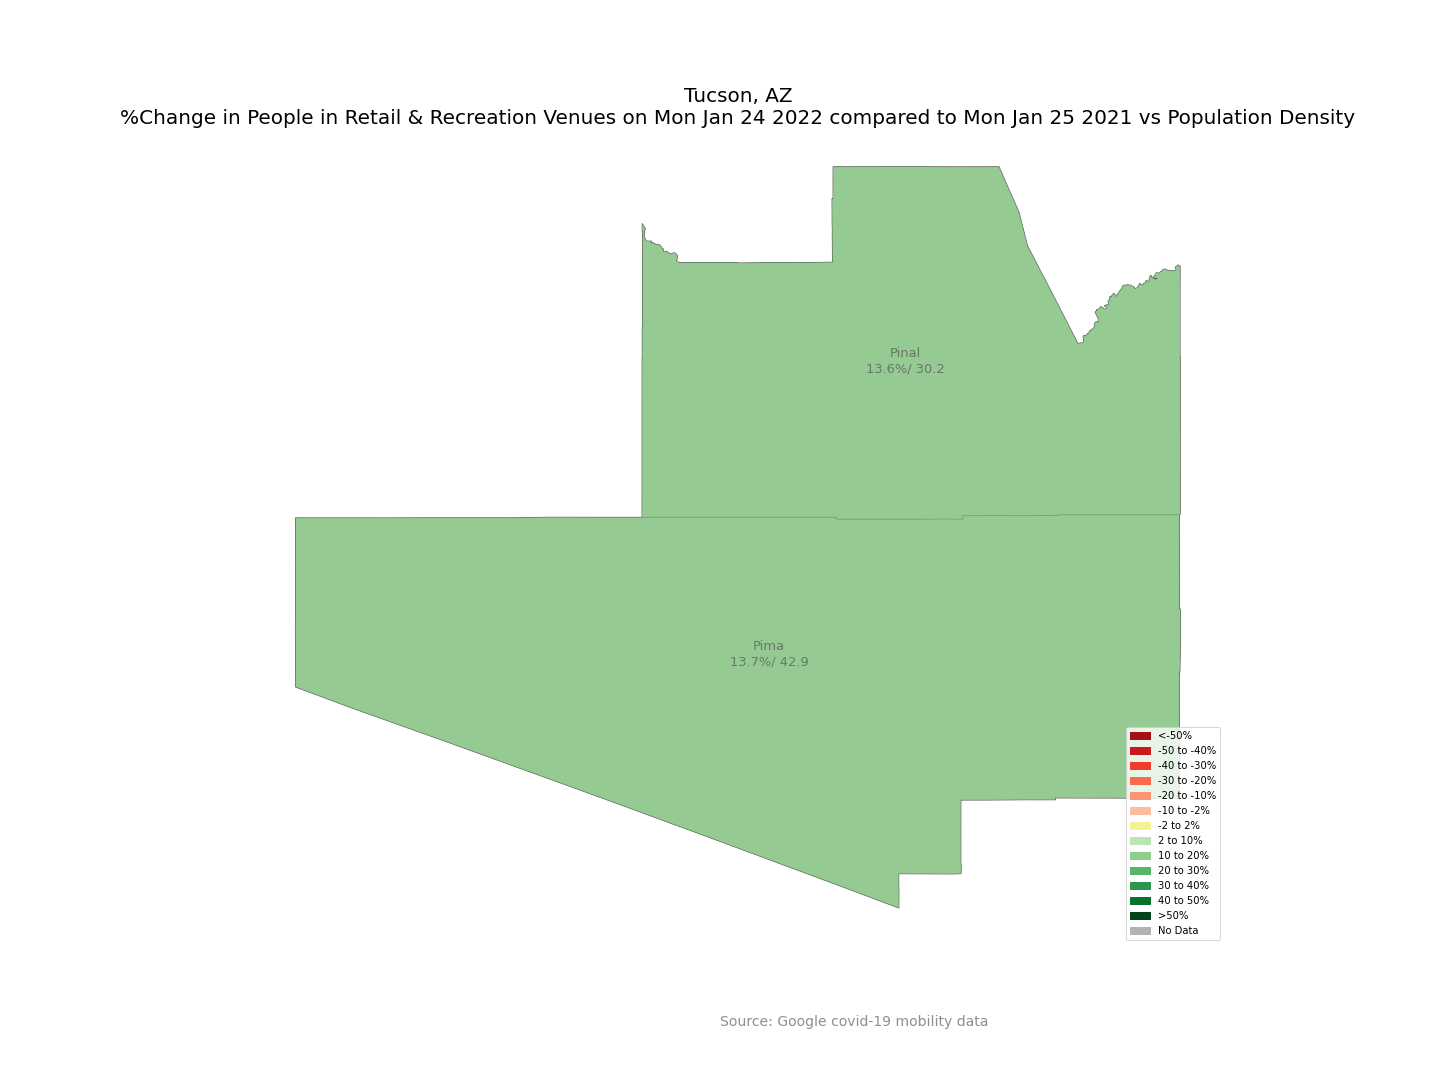 Tucson, AZ
%Change in People in Retail & Recreation Venues on Mon Jan 24 2022 compared to Mon Jan 25 2021 vs Population Density
Pinal
13.6%/ 30.2
Pima
13.7%/ 42.9
<-50%
-50 to -40%
-40 to -30%
-30 to -20%
-20 to -10%
-10 to -2%
-2 to 2%
2 to 10%
10 to 20%
20 to 30%
30 to 40%
40 to 50%
>50%
No Data
Source: Google covid-19 mobility data